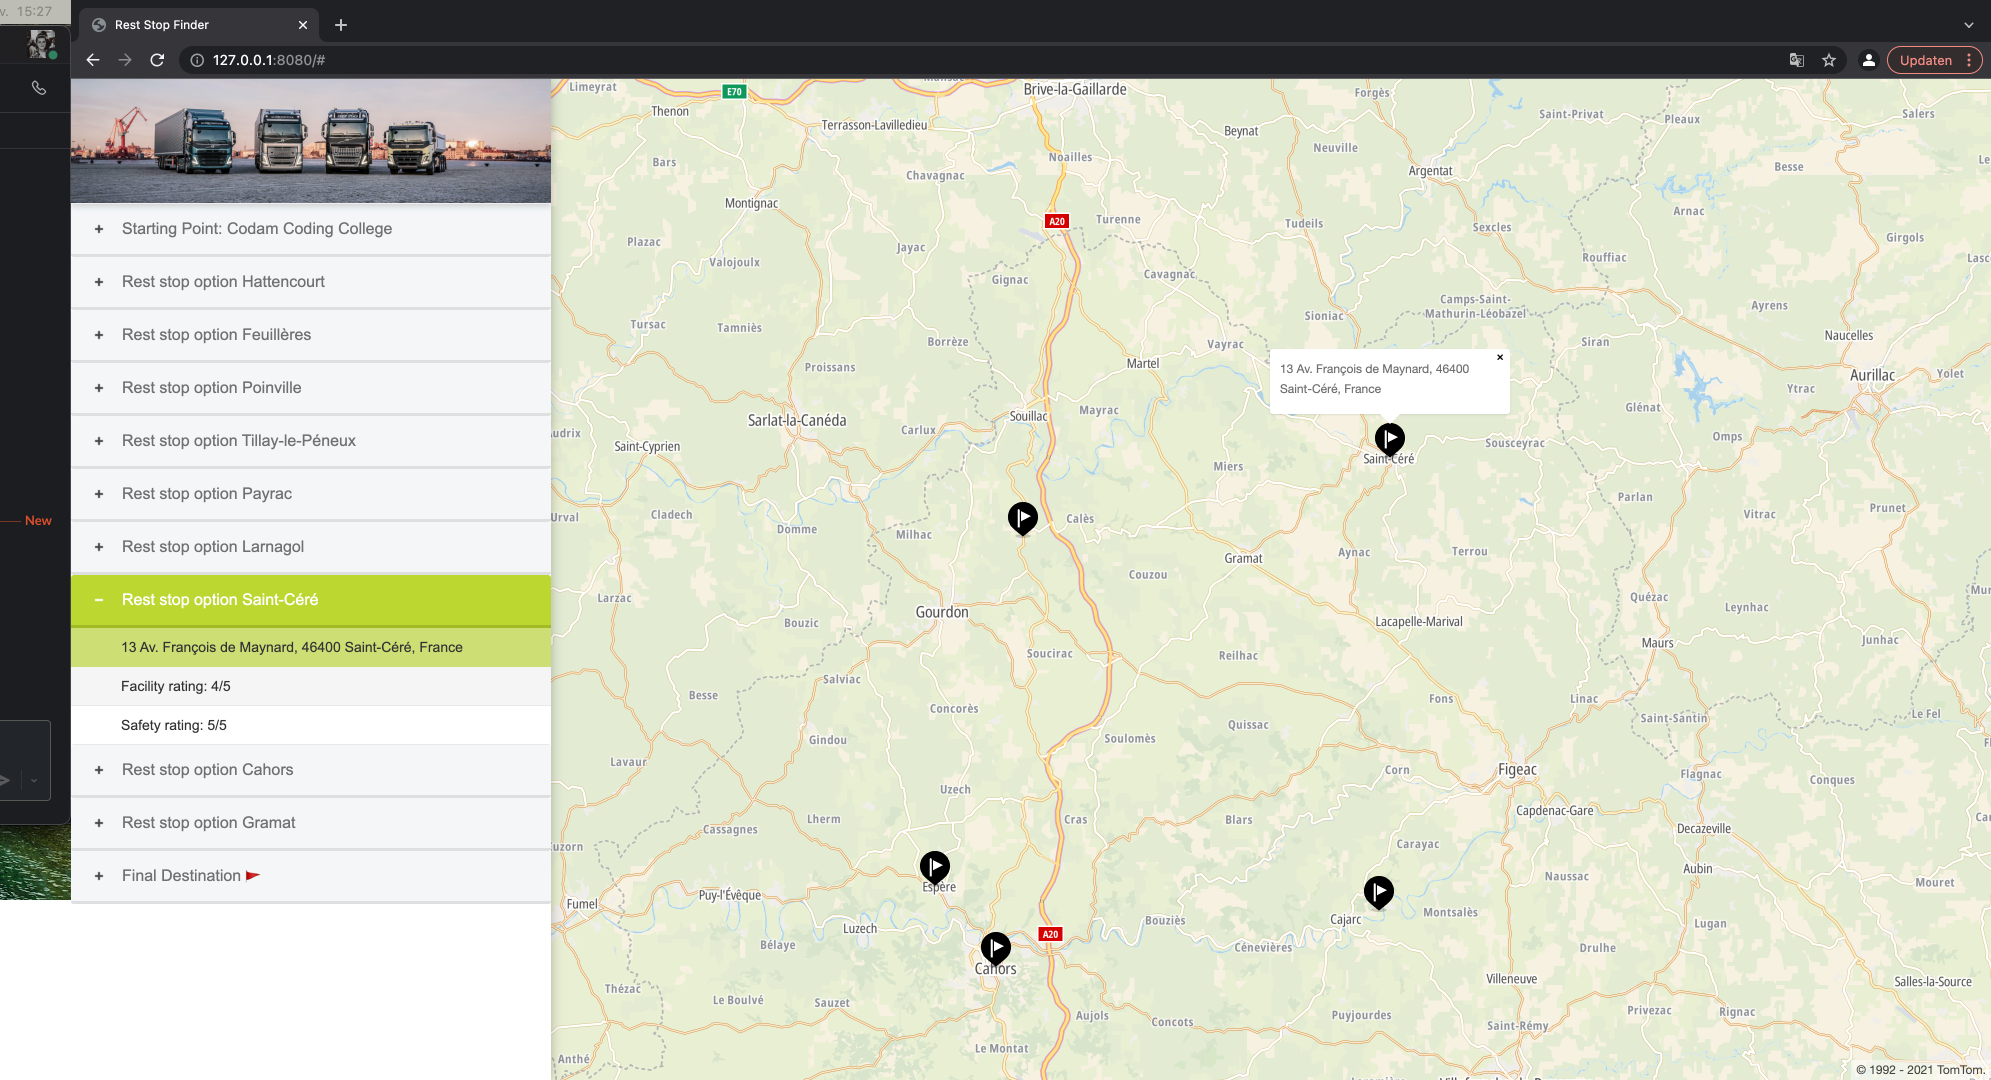 v. 15:27
Rest Stop Finder
127.0.0.1:8080/#
Updaten
New
Starting Point: Codam Coding College
Rest stop option Hattencourt
Rest stop option Feuillères
Rest stop option Poinville
Rest stop option Tillay-le-Péneux
Rest stop option Payrac
Rest stop option Larnagol
Rest stop option Saint-Céré
13 Av. François de Maynard, 46400 Saint-Céré, France
Facility rating: 4/5
Safety rating: 5/5
Rest stop option Cahors
Rest stop option Gramat
Final Destination
Limeyrat
E70
Brive-la-Gaillarde
Forgès
Saint-Privat
Pleaux
Salers
Thenon
Terrasson-Lavilledieu
Beynat
Neuville
Bars
Noailles
Chavagnac
Argentat
Besse
Montignac
A20
Turenne
Tudeils
Sexcles
Arnac
Girgols
Plazac
Jayac
Valojoulx
Gignac
Cavagnac
Rouffiac
Camps-Saint-
Mathurin-Léobazel
Ayrens
Tursac
Tamniès
Sioniac
Borrèze
Vayrac
Siran
Naucelles
Proissans
Martel
13 Av. François de Maynard, 46400
Saint-Céré, France
Aurillac
Yolet
Ytrac
Glénat
Sarlat-la-Canéda
Souillac
Mayrac
Carlux
Saint-Cyprien
Sousceyrac
Omps
Saint-Céré
Miers
Parlan
Prunet
Urval
Cladech
Domme
Milhac
Calès
Vitrac
Gramat
Aynac
Terrou
Couzou
Larzac
Gourdon
Bouzic
Quézac
Leynhac
Lacapelle-Marival
Maurs
Junhac
Soucirac
Reilhac
Salviac
Besse
Concorès
Fons
Linac
Saint-Santin
Le Fel
Quissac
Gindou
Soulomès
Lavaur
Corn
Figeac
Flagnac
Conques
Uzech
Capdenac-Gare
Cassagnes
Lherm
Cras
Blars
Decazeville
Carayac
Aubin
Naussac
Mouret
Espère
Puy-l'Évêque
Fumel
Luzech
A20
Bouziès
Cajarc
Montsalès
Lugan
Bélaye
Cénevières
Drulhe
Cahors
Villeneuve
Salles-la-Source
Thézac
Le Boulvé
Sauzet
Aujols
Concots
Puyjourdes
Saint-Rémy
Privezac
Rignac
Le Montat
Anthé
© 1992 - 2021 TomTom.